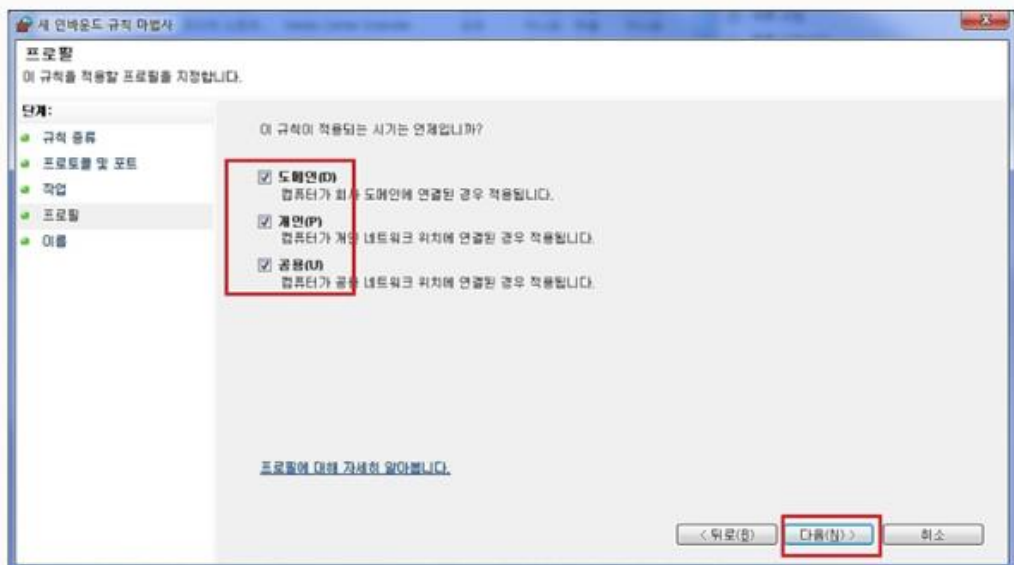 새 인바운드 규칙 마법사
프로필
이 규칙을 적용할 프로필을 지정합니다.
단계:
규칙 종류
프로토콜 및 포트
작업
프로필
이름
이 규칙이 적용되는 시기는 언제입니까?
도메인(D)
컴퓨터가 회사 도메인에 연결된 경우 적용됩니다.
개인(P)
컴퓨터가 개인 네트워크 위치에 연결된 경우 적용됩니다.
공용(U)
컴퓨터가 공용 네트워크 위치에 연결된 경우 적용됩니다.
프로필에 대해 자세히 알아봅니다.
< 뒤로(B) 다음(N) > 취소